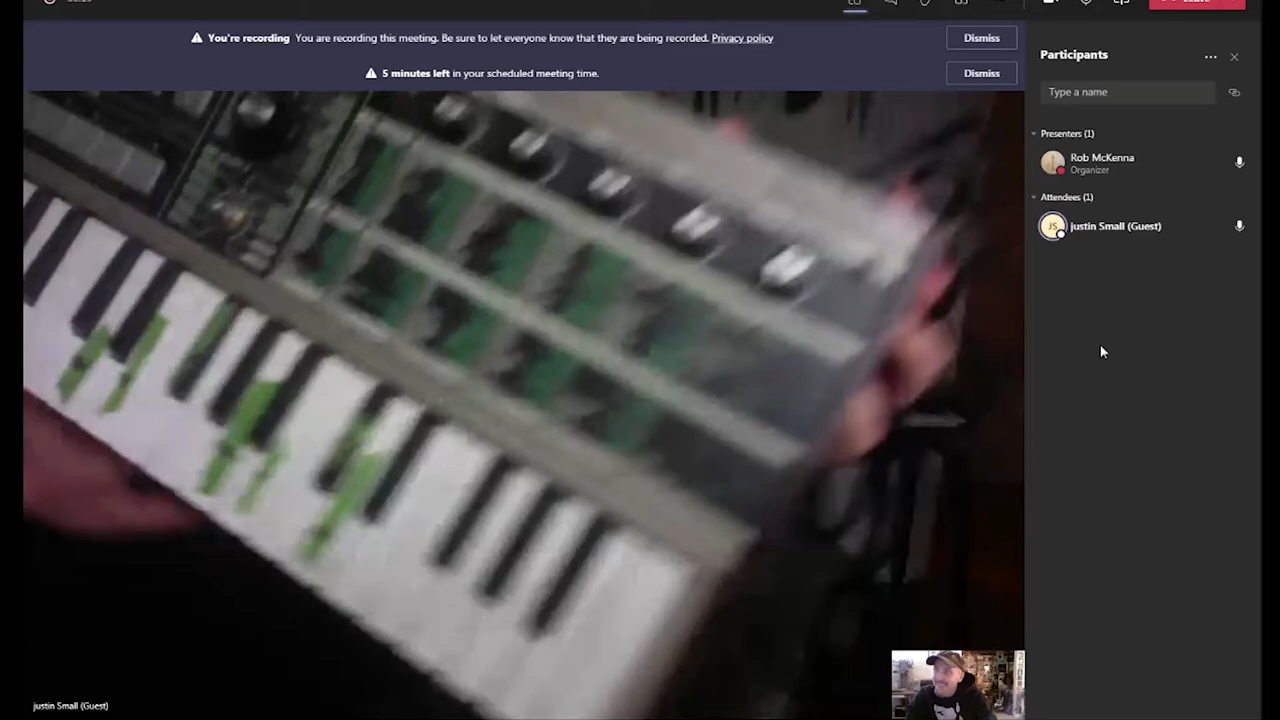 You're recording You are recording this meeting. Be sure to let everyone know that they are being recorded. Privacy policy
Dismiss
5 minutes left in your scheduled meeting time.
Dismiss
Participants
Type a name
Presenters (1)
Rob McKenna
Organizer
Attendees (1)
JS
justin Small (Guest)
justin Small (Guest)